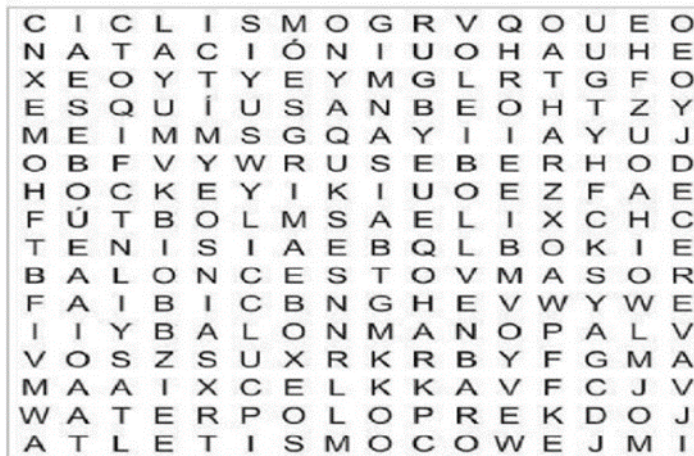 C I C L I S M O G R V Q O U E O
N A T A C I Ó N I U O H A U H E
X E O Y T Y E Y M G L R T G F O
E S Q U Í U S A N B E O H T Z Y
M E I M M S G Q A Y I I A Y U J
O B F V Y W R U S E B E R H O D
H O C K E Y I K I U O E Z F A E
F Ú T B O L M S A E L I X C H C
T E N I S I A E B Q L B O K I E
B A L O N C E S T O V M A S O R
F A I B I C B N G H E V W Y W E
I I Y B A L O N M A N O P A L V
V O S Z S U X R K R B Y F G M A
M A A I X C E L K K A V F C J V
W A T E R P O L O P R E K D O J
A T L E T I S M O C O W E J M I